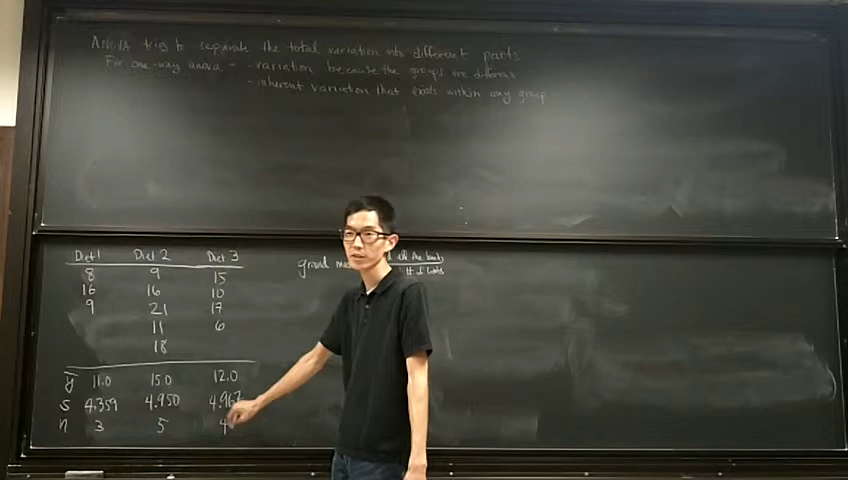 ANOVA tries to separate the total variation into different parts
For one-way anova - - variation because the groups are different
- inherent variation that exists within any group
Diet 1 Diet 2 Diet 3
8 9 15
16 16 10
9 21 17
11 6
18
grand all the lambs
# of lambs
ȳ 11.0 15.0 12.0
s 4.359 4.950 4.967
n 3 5 4